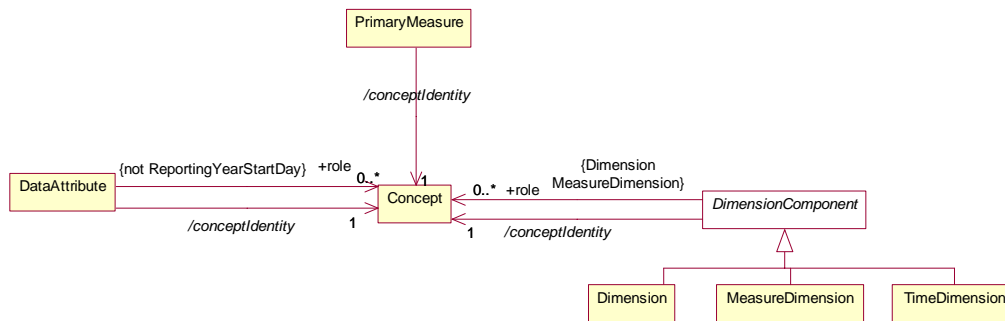 PrimaryMeasure
/conceptIdentity
{not ReportingYearStartDay} +role
0..*
1
{Dimension
MeasureDimension}
0..* +role
DataAttribute
Concept
DimensionComponent
/conceptIdentity
1
1
/conceptIdentity
Dimension
MeasureDimension
TimeDimension